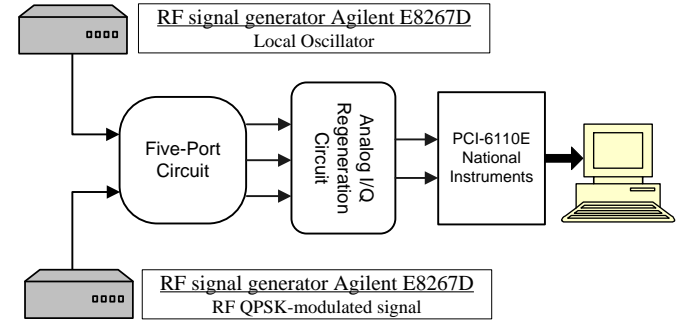 RF signal generator Agilent E8267D
Local Oscillator
Five-Port
Circuit
Analog I/Q
Regeneration
Circuit
PCI-6110E
National
Instruments
RF signal generator Agilent E8267D
RF QPSK-modulated signal